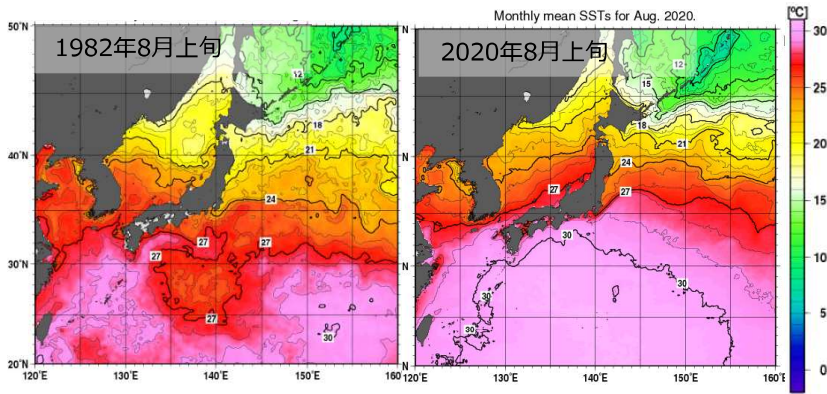 1982年8月上旬
Monthly mean SSTs for Aug. 2020.
2020年8月上旬
[℃]
50°N
40°N
30°N
20°N
120°E
130°E
140°E
150°E
160°E
12
18
21
24
27
27
27
27
30
N
N
N
120°E
130°E
140°E
150°E
160°E
12
15
18
21
24
27
27
30
30
30
30
30
25
20
15
10
5
0